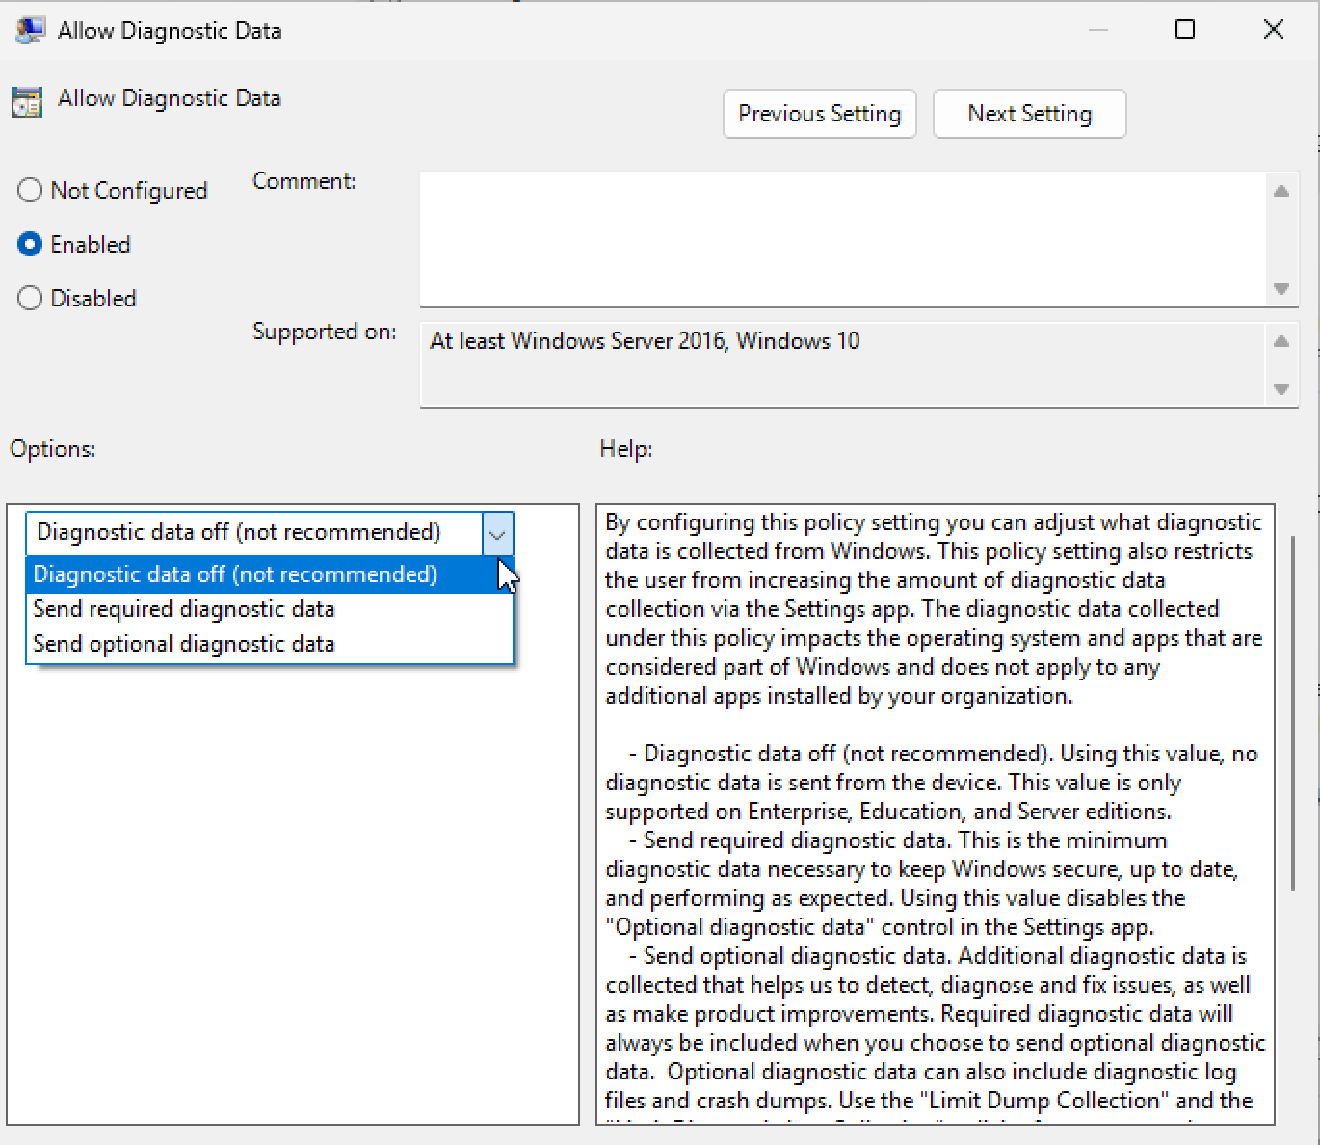 Allow Diagnostic Data
Allow Diagnostic Data
Previous Setting
Next Setting
Not Configured
Comment:
Enabled
Disabled
Supported on:
At least Windows Server 2016, Windows 10
Options:
Help:
Diagnostic data off (not recommended)
Diagnostic data off (not recommended)
Send required diagnostic data
Send optional diagnostic data
By configuring this policy setting you can adjust what diagnostic
data is collected from Windows. This policy setting also restricts
the user from increasing the amount of diagnostic data
collection via the Settings app. The diagnostic data collected
under this policy impacts the operating system and apps that are
considered part of Windows and does not apply to any
additional apps installed by your organization.
- Diagnostic data off (not recommended). Using this value, no
diagnostic data is sent from the device. This value is only
supported on Enterprise, Education, and Server editions.
- Send required diagnostic data. This is the minimum
diagnostic data necessary to keep Windows secure, up to date,
and performing as expected. Using this value disables the
"Optional diagnostic data" control in the Settings app.
- Send optional diagnostic data. Additional diagnostic data is
collected that helps us to detect, diagnose and fix issues, as well
as make product improvements. Required diagnostic data will
always be included when you choose to send optional diagnostic
data.  Optional diagnostic data can also include diagnostic log
files and crash dumps. Use the "Limit Dump Collection" and the